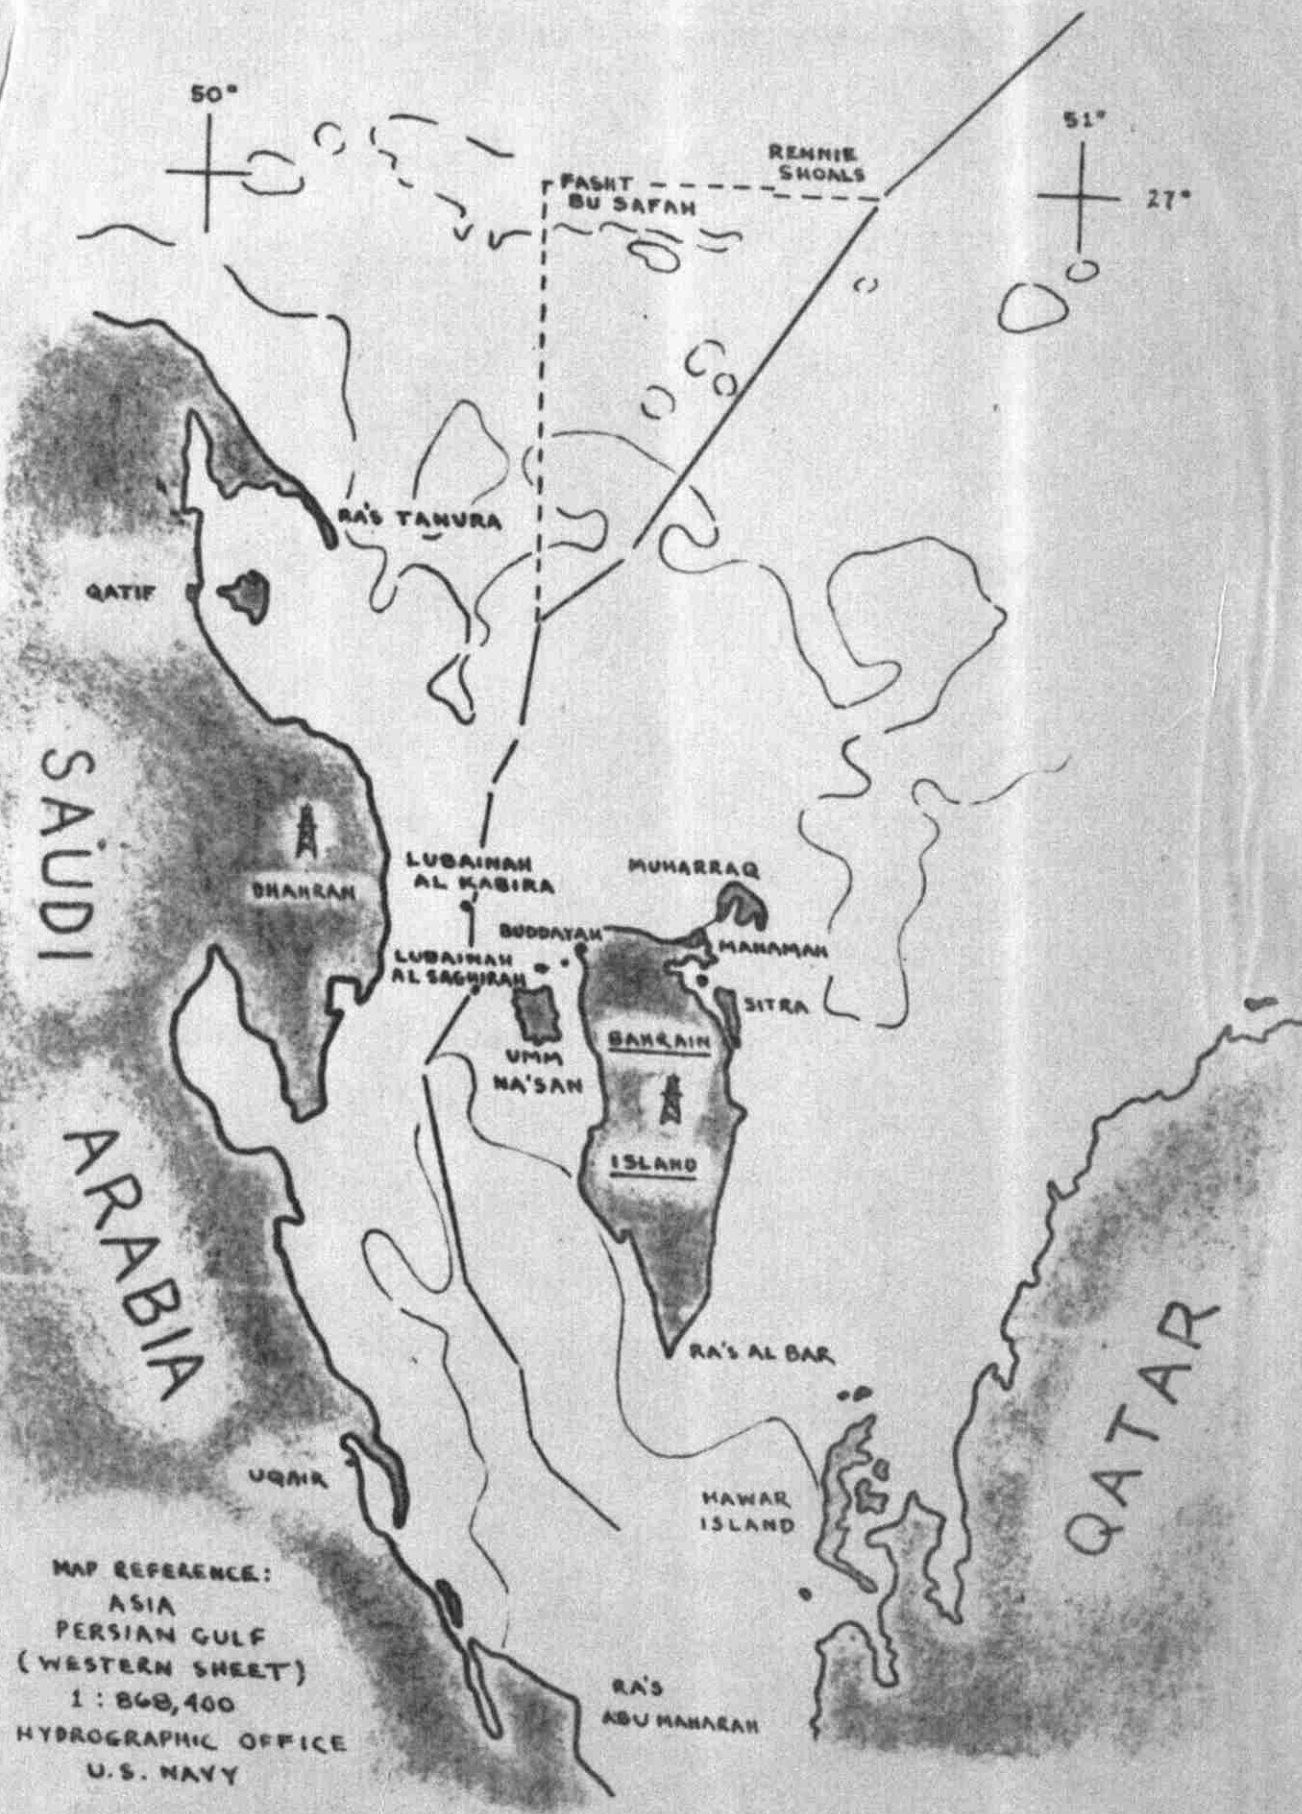 50°
51°
27°
RENNIE
SHOALS
FASHT
BU SAFAH
RA'S TANURA
QATIF
SAUDI
ARABIA
DHAHRAN
LUBAINAH
AL KABIRA
MUHARRAQ
BUDDAYAH
MANAMAH
LUBAINAH
AL SAGHIRAH
SITRA
UMM
NA'SAN
BAHRAIN
ISLAND
RA'S AL BAR
QATAR
UQAIR
HAWAR
ISLAND
RA'S
ABU MAHARAH
MAP REFERENCE:
ASIA
PERSIAN GULF
(WESTERN SHEET)
1 : 868,400
HYDROGRAPHIC OFFICE
U.S. NAVY